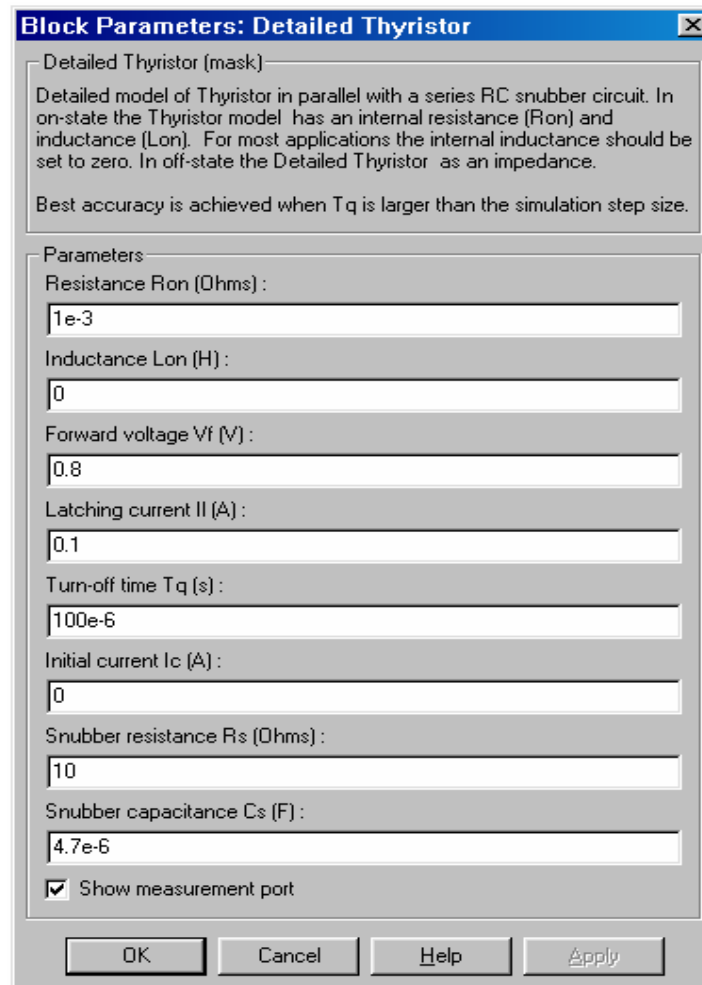 Block Parameters: Detailed Thyristor
Detailed Thyristor (mask)
Detailed model of Thyristor in parallel with a series RC snubber circuit. In
on-state the Thyristor model has an internal resistance (Ron) and
inductance (Lon). For most applications the internal inductance should be
set to zero. In off-state the Detailed Thyristor as an impedance.
Best accuracy is achieved when Tq is larger than the simulation step size.
Parameters
Resistance Ron (Ohms) :
1e-3
Inductance Lon (H) :
0
Forward voltage Vf (V) :
0.8
Latching current Il (A) :
0.1
Turn-off time Tq (s) :
100e-6
Initial current Ic (A) :
0
Snubber resistance Rs (Ohms) :
10
Snubber capacitance Cs (F) :
4.7e-6
Show measurement port
OK Cancel Help Apply